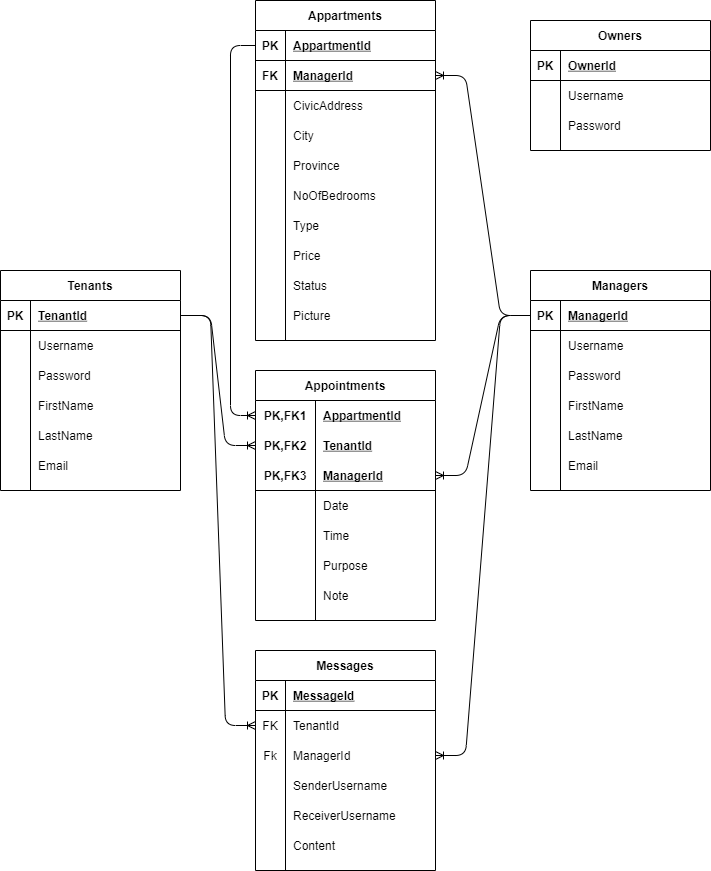 Appartments
PK AppartmentId
FK ManagerId
CivicAddress
City
Province
NoOfBedrooms
Type
Price
Status
Picture
Owners
PK OwnerId
Username
Password
Tenants
PK TenantId
Username
Password
FirstName
LastName
Email
Managers
PK ManagerId
Username
Password
FirstName
LastName
Email
Appointments
PK,FK1 AppartmentId
PK,FK2 TenantId
PK,FK3 ManagerId
Date
Time
Purpose
Note
Messages
PK MessageId
FK TenantId
Fk ManagerId
SenderUsername
ReceiverUsername
Content